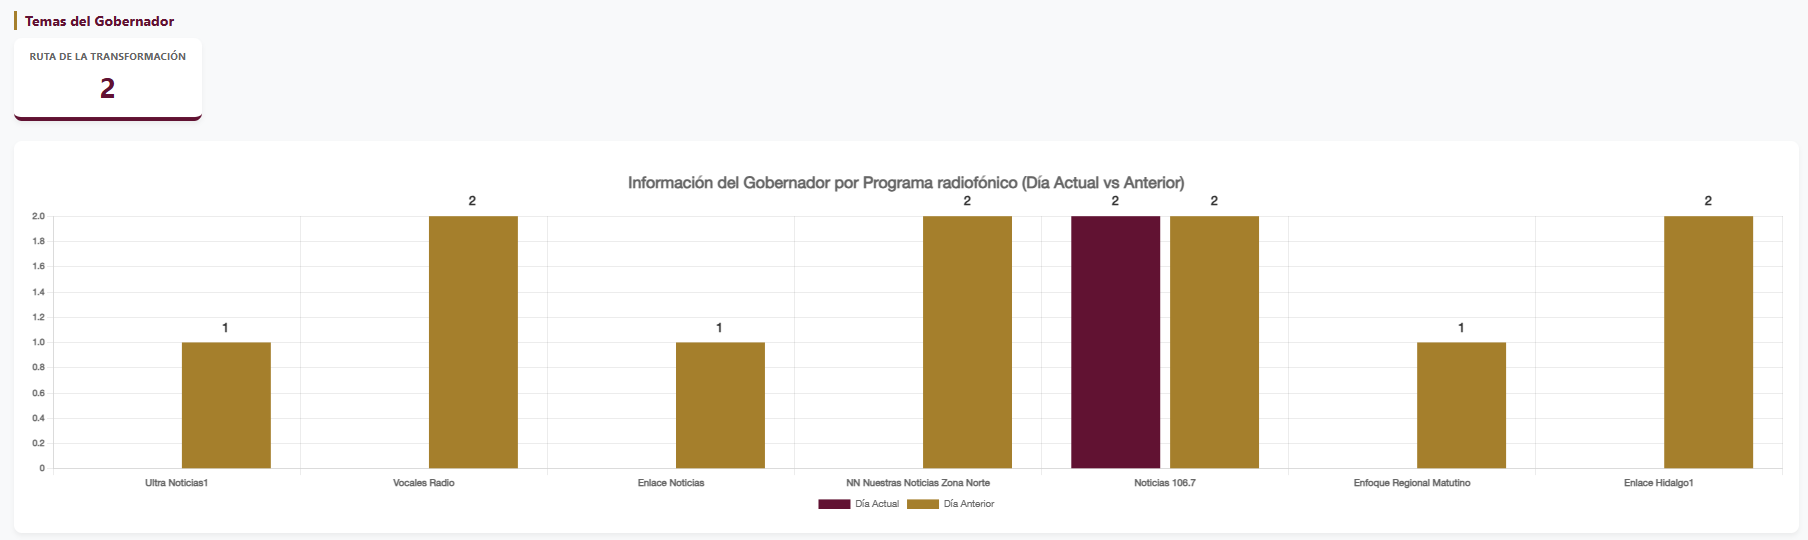 Temas del Gobernador
RUTA DE LA TRANSFORMACIÓN
2
Información del Gobernador por Programa radiofónico (Día Actual vs Anterior)
2 2 2 2 2
2.0
1.8
1.6
1.4
1.2
1 1 1
1.0
0.8
0.6
0.4
0.2
0
Ultra Noticias1 Vocales Radio Enlace Noticias NN Nuestras Noticias Zona Norte Noticias 106.7 Enfoque Regional Matutino Enlace Hidalgo1
Día Actual Día Anterior